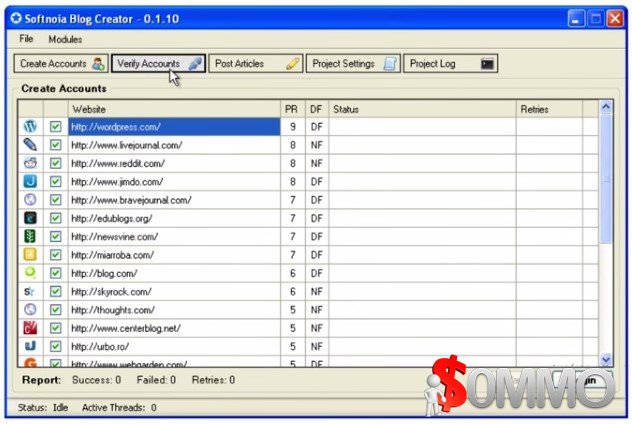 Softnoia Blog Creator - 0.1.10
File Modules
Create Accounts Verify Accounts Post Articles Project Settings Project Log
Create Accounts
Website PR DF Status Retries
http://wordpress.com/ 9 DF
http://www.livejournal.com/ 8 NF
http://www.reddit.com/ 8 DF
http://www.jimdo.com/ 8 DF
http://www.bravejournal.com/ 7 DF
http://edublogs.org/ 7 DF
http://newsvine.com/ 7 DF
http://miarroba.com/ 7 DF
http://blog.com/ 6 DF
http://skyrock.com/ 6 NF
http://thoughts.com/ 5 NF
http://www.centerblog.net/ 5 NF
http://urbo.ro/ 5 NF
http://www.webgarden.com/ 5 DF
Report: Success: 0 Failed: 0 Retries: 0
$OMMO
Status: Idle Active Threads: 0